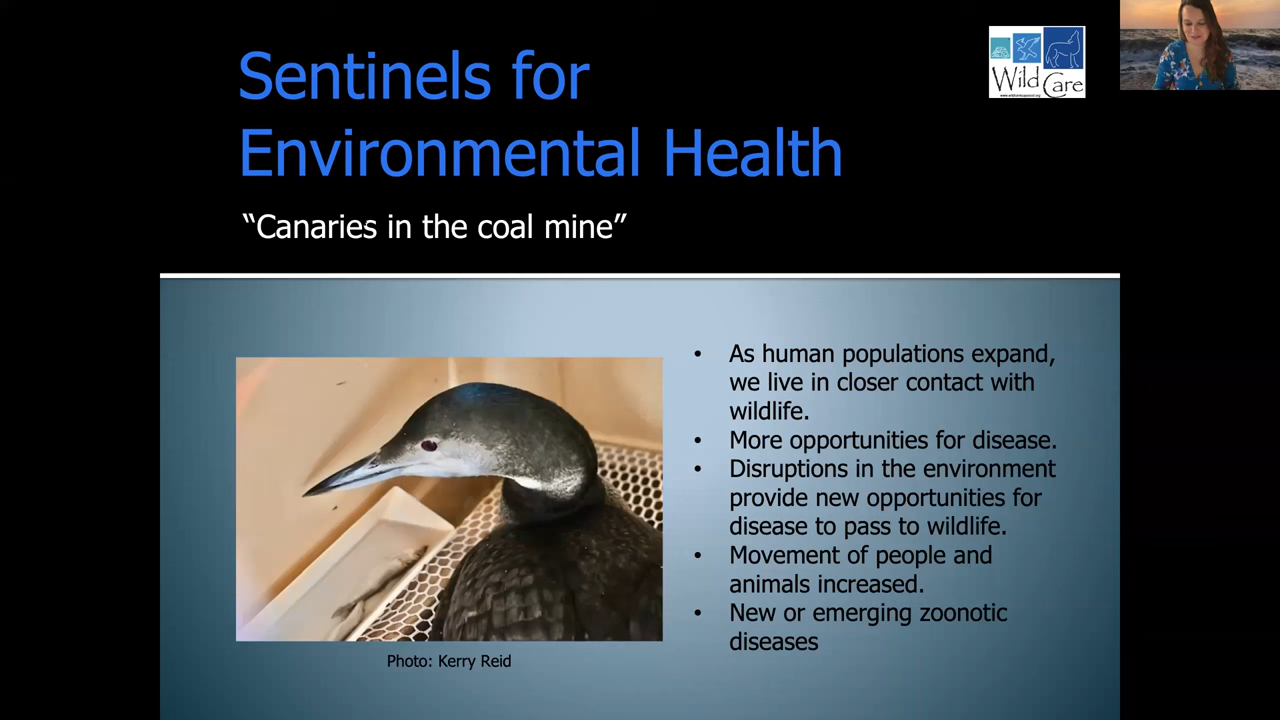 Sentinels for
Environmental Health
“Canaries in the coal mine”
Wild Care
• As human populations expand,
we live in closer contact with
wildlife.
• More opportunities for disease.
• Disruptions in the environment
provide new opportunities for
disease to pass to wildlife.
• Movement of people and
animals increased.
• New or emerging zoonotic
diseases
Photo: Kerry Reid